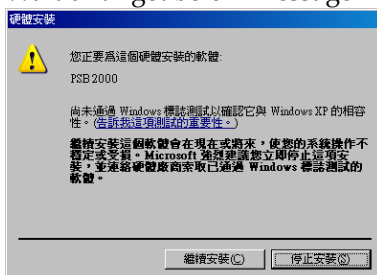 硬體安裝
您正要為這個硬體安裝的軟體:
PSB2000
尚未通過 Windows 標誌測試以確認它與 Windows XP 的相容
性。(告訴我這項測試的重要性。)
繼續安裝這個軟體會在現在或將來,使您的系統操作不
穩定或受損。Microsoft 強烈建議您立即停止這項安
裝,並連絡硬體廠商索取已通過 Windows 標誌測試的
軟體。
繼續安裝(C)
停止安裝(S)